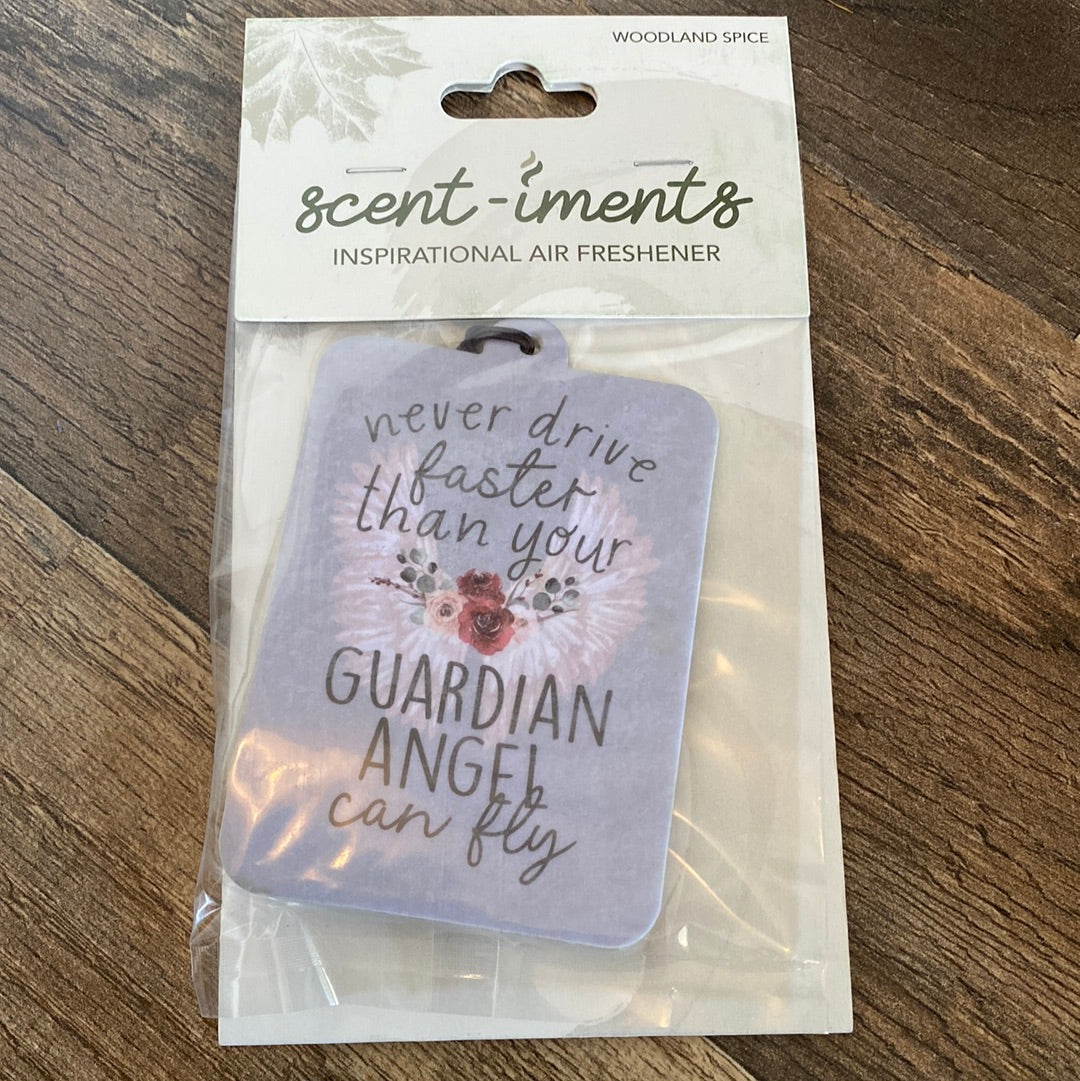 WOODLAND SPICE
scent-iments
INSPIRATIONAL AIR FRESHENER
never drive
faster
than your
GUARDIAN
ANGEL
can fly